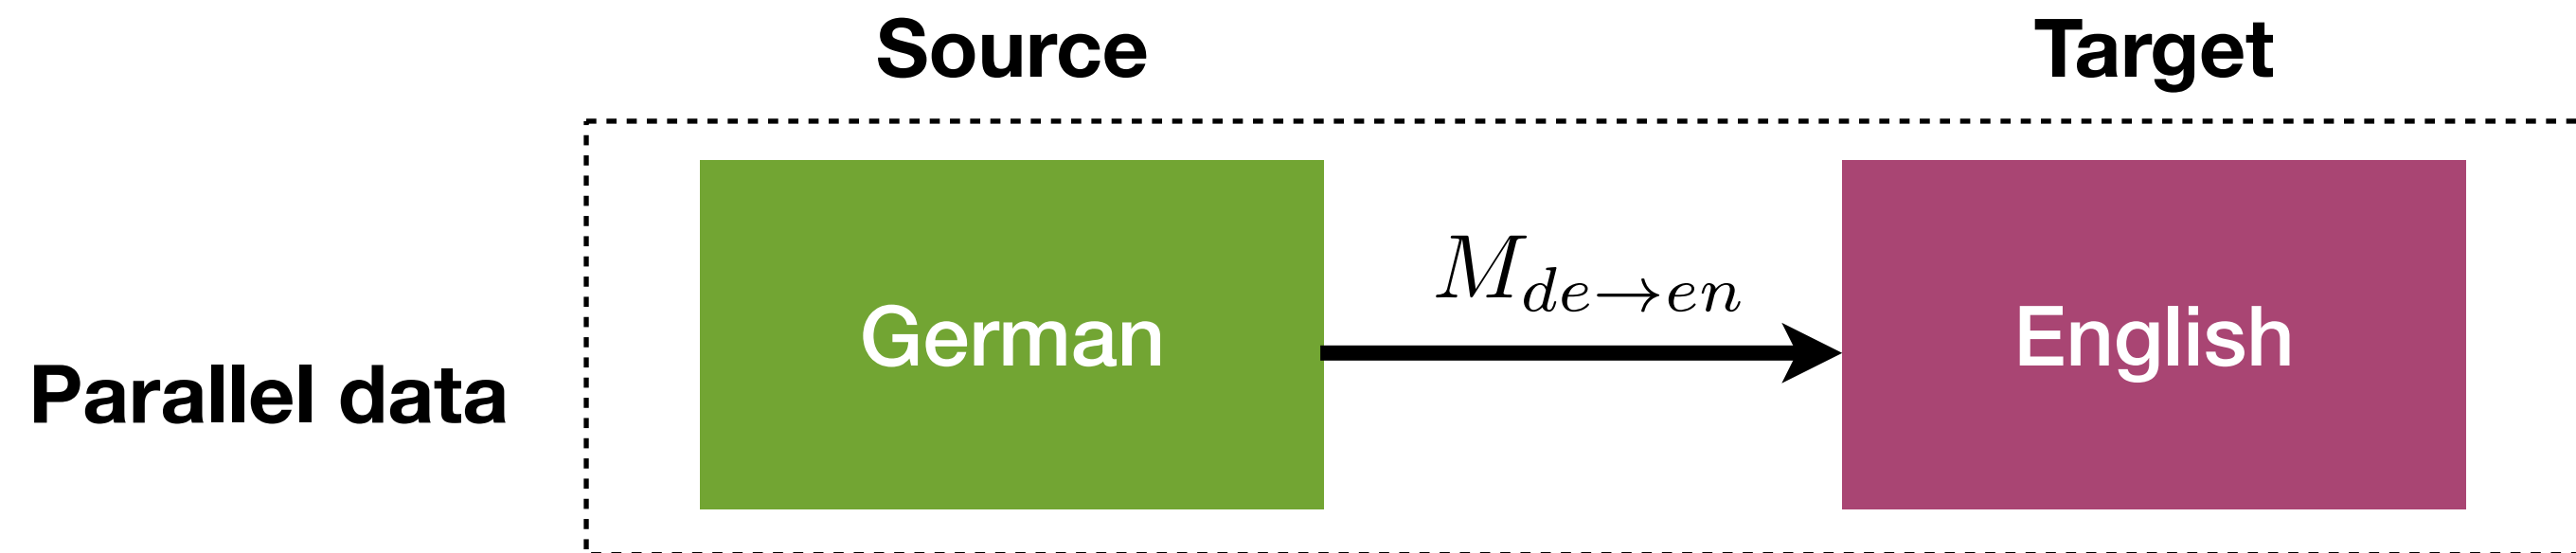 Source
Target
M_{de→en}
German
English
Parallel data